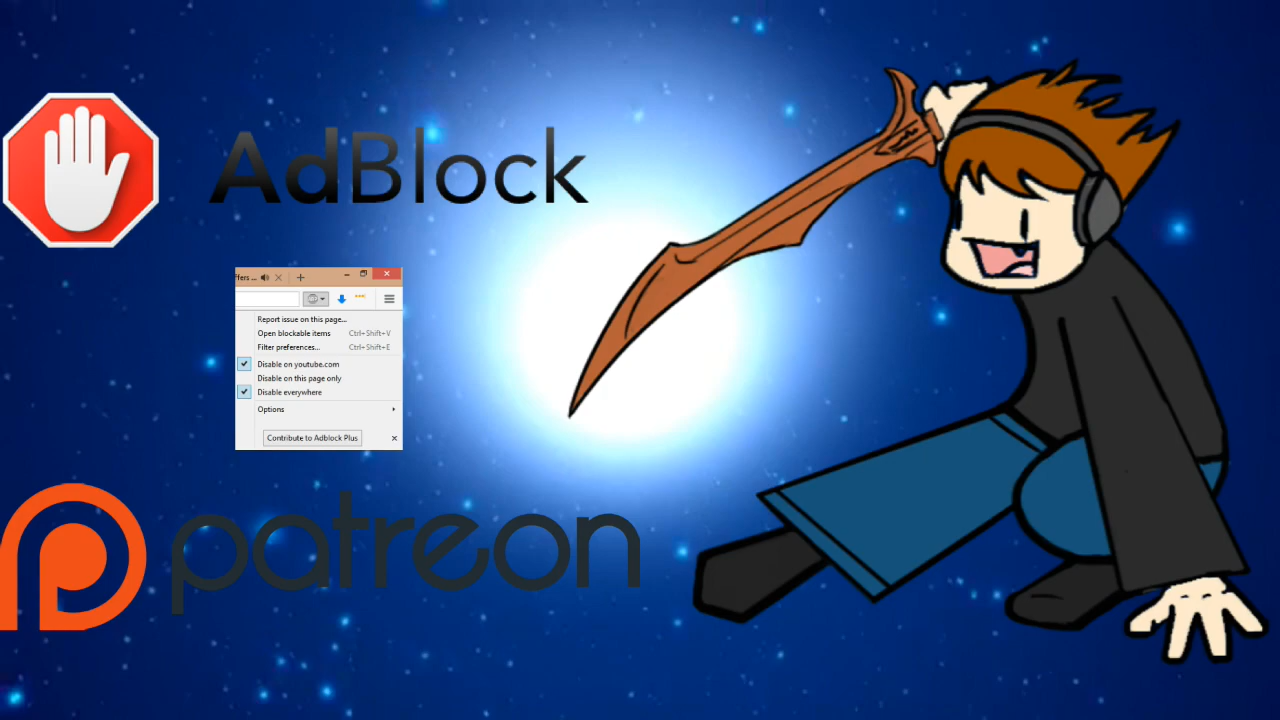 AdBlock
ffers ...
Report issue on this page...
Open blockable items Ctrl+Shift+V
Filter preferences... Ctrl+Shift+E
Disable on youtube.com
Disable on this page only
Disable everywhere
Options
Contribute to Adblock Plus
patreon